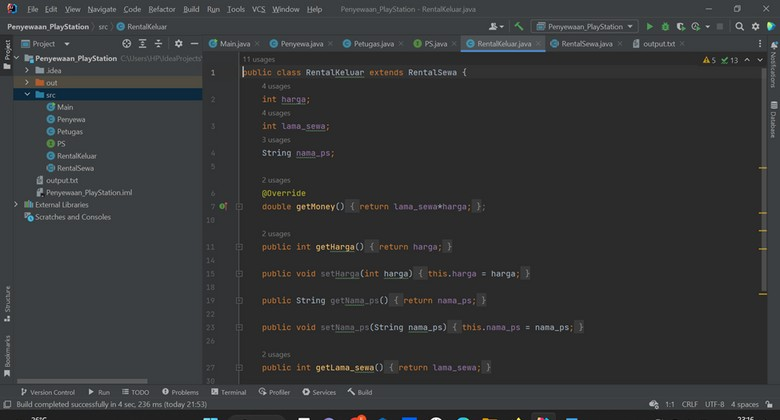 File Edit View Navigate Code Refactor Build Run Tools VCS Window Help Penyewaan_PlayStation - RentalKeluar.java
Penyewaan_PlayStation src RentalKeluar Penyewaan_PlayStation
Project
Main.java Penyewa.java Petugas.java PS.java RentalKeluar.java RentalSewa.java output.txt
Project
Structure
Bookmarks
Penyewaan_PlayStation C:\Users\HP\IdeaProjects\
.idea
out
src
Main
Penyewa
Petugas
PS
RentalKeluar
RentalSewa
output.txt
Penyewaan_PlayStation.iml
External Libraries
Scratches and Consoles
5 13
11 usages
1 public class RentalKeluar extends RentalSewa {
4 usages
2 int harga;
4 usages
3 int lama_sewa;
3 usages
4 String nama_ps;
5
2 usages
6 @Override
7 double getMoney() { return lama_sewa*harga; };
10
2 usages
11 public int getHarga() { return harga; }
14
15 public void setHarga(int harga) { this.harga = harga; }
18
19 public String getNama_ps() { return nama_ps; }
22
23 public void setNama_ps(String nama_ps) { this.nama_ps = nama_ps; }
26
2 usages
27 public int getLama_sewa() { return lama_sewa; }
30
Notifications
Database
Version Control Run TODO Problems Terminal Profiler Services Build
Build completed successfully in 4 sec, 236 ms (today 21:53) 1:1 CRLF UTF-8 4 spaces